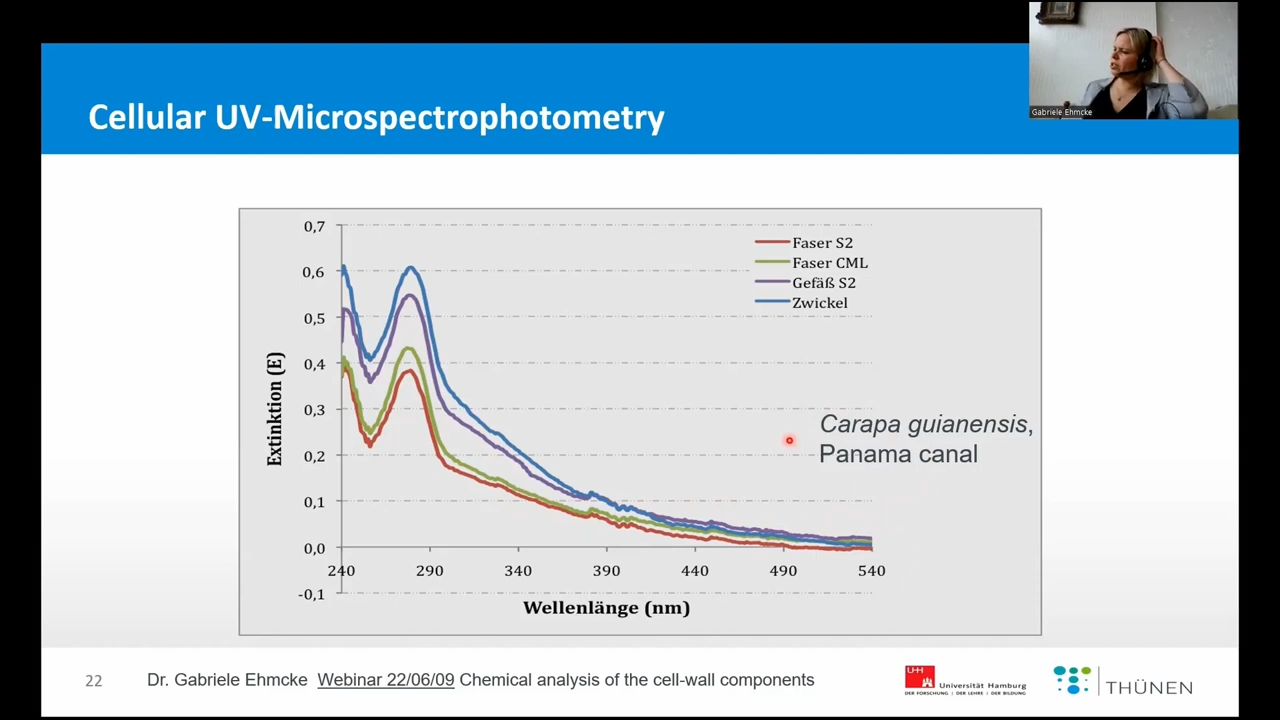 Gabriele Ehmcke
Cellular UV-Microspectrophotometry
0,7
0,6
0,5
0,4
0,3
0,2
0,1
0,0
-0,1
Extinktion (E)
Faser S2
Faser CML
Gefäß S2
Zwickel
Carapa guianensis,
Panama canal
240 290 340 390 440 490 540
Wellenlänge (nm)
22
Dr. Gabriele Ehmcke Webinar 22/06/09 Chemical analysis of the cell-wall components
UH
Universität Hamburg
DER FORSCHUNG | DER LEHRE | DER BILDUNG
THÜNEN